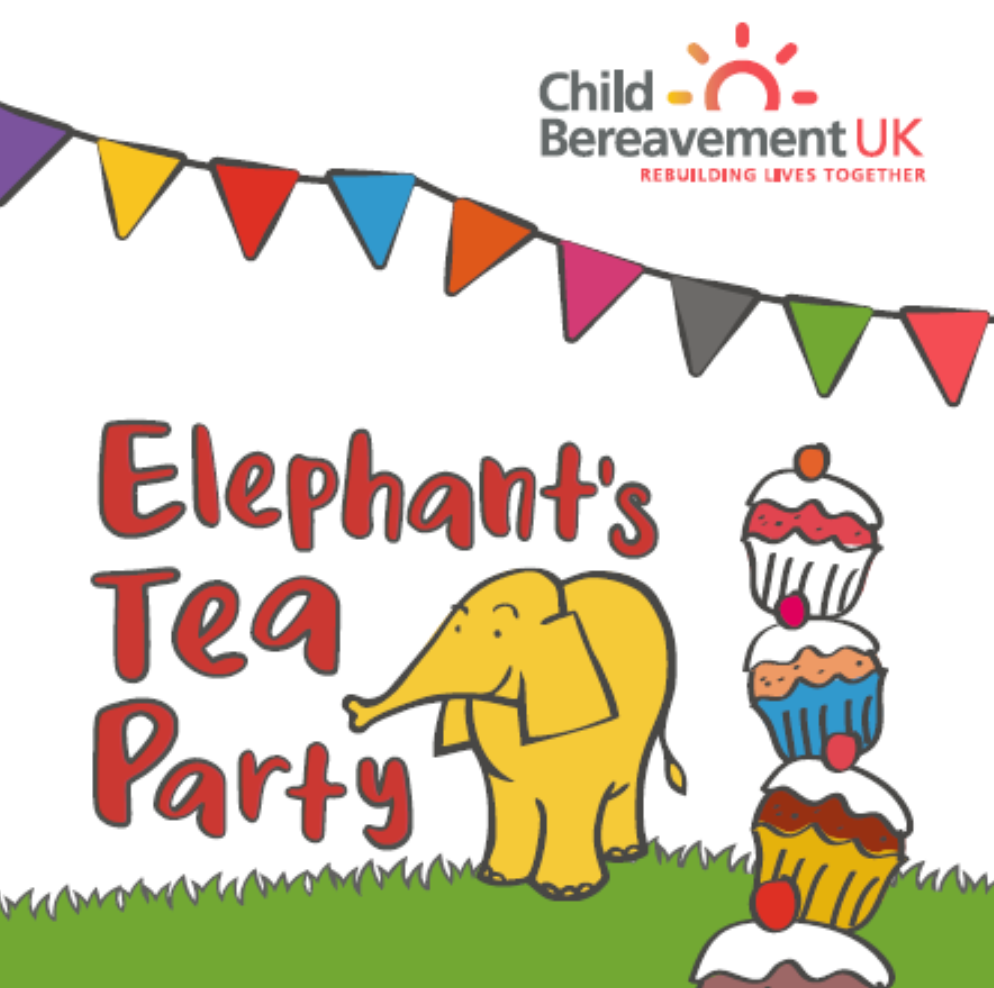 Child
Bereavement UK
REBUILDING LIVES TOGETHER
Elephant's
Tea
Party